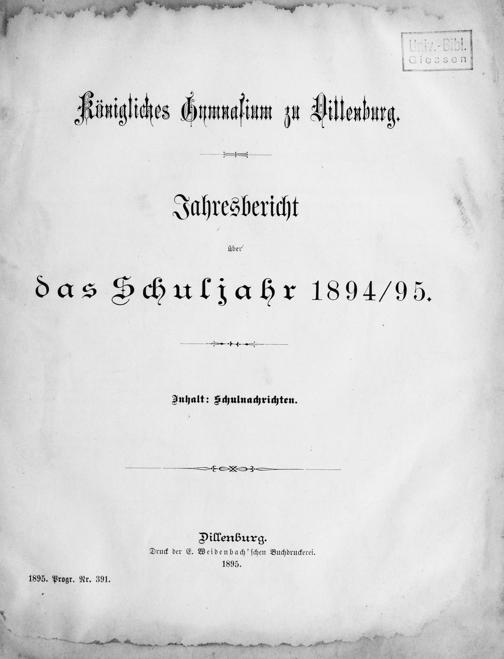 Univ.-Bibl.
Giessen
Königliches Gymnasium zu Dillenburg.
Jahresbericht
über
das Schuljahr 1894/95.
Inhalt: Schulnachrichten.
Dillenburg.
Druck der E. Weidenbach'schen Buchdruckerei.
1895.
1895. Progr. Nr. 391.